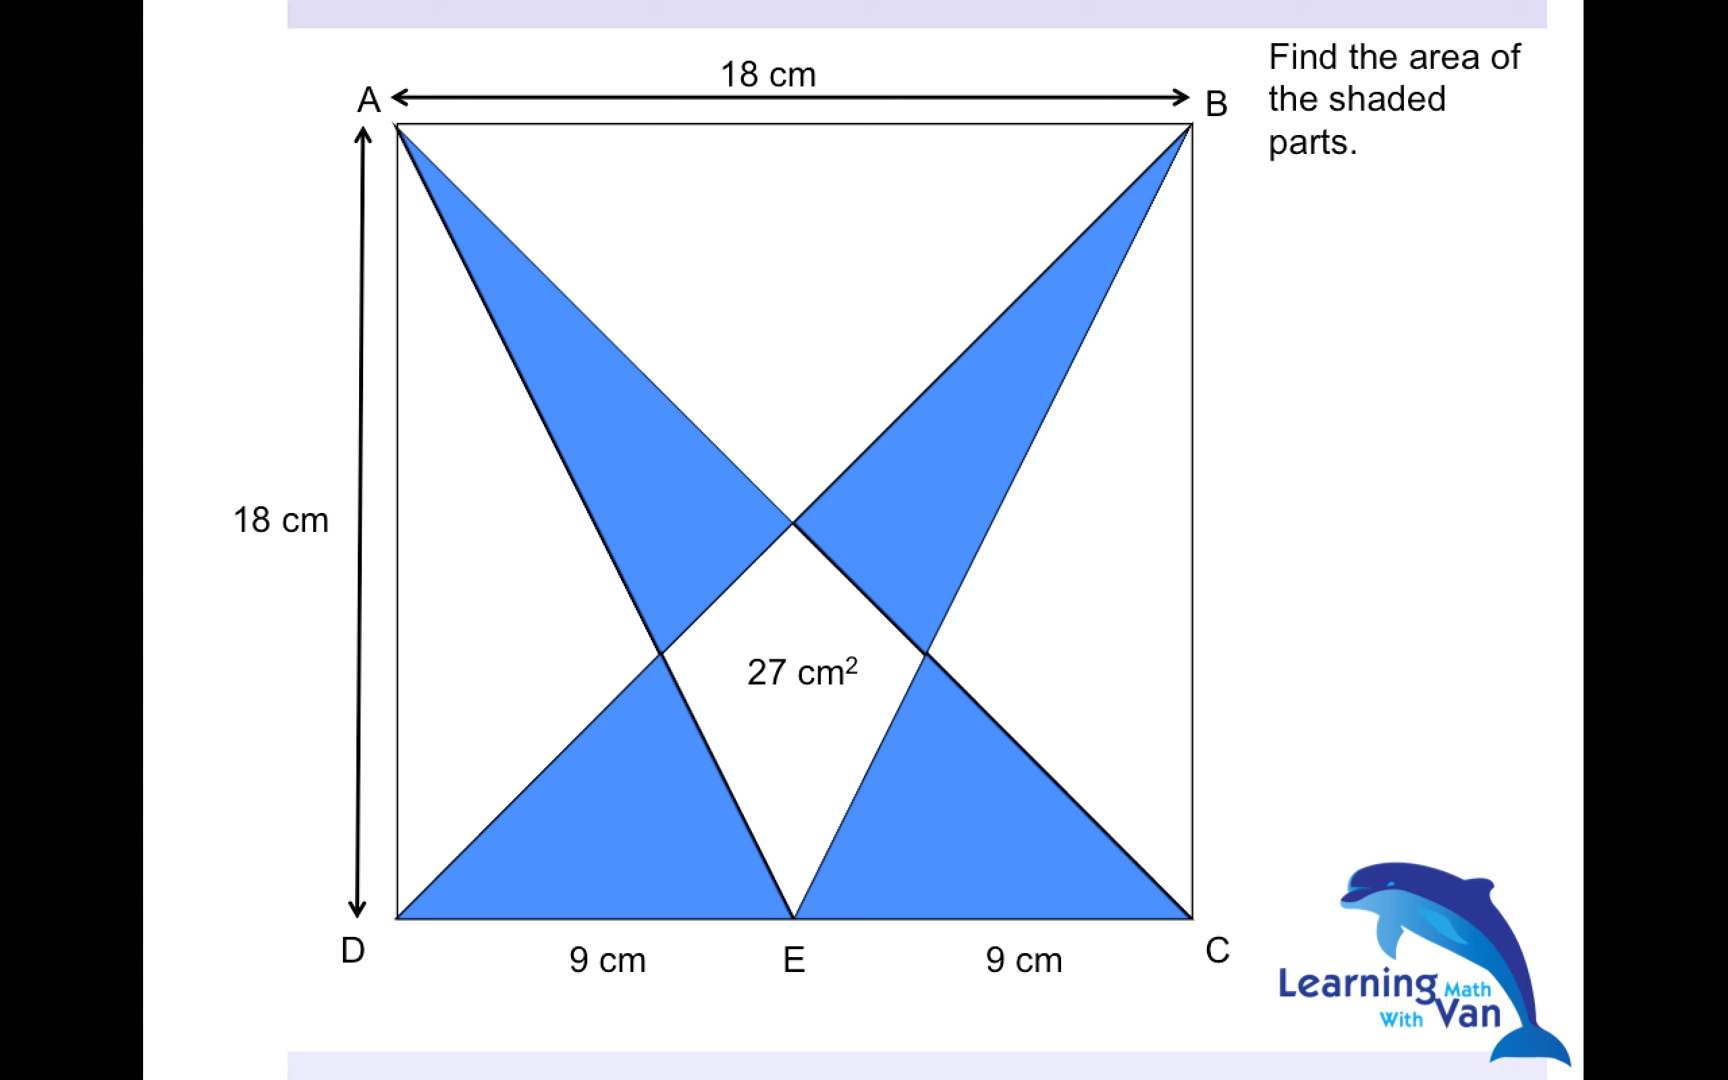 18 cm
Find the area of
the shaded
parts.
A
B
18 cm
27 cm²
D
9 cm
E
9 cm
C
Learning Math
With Van